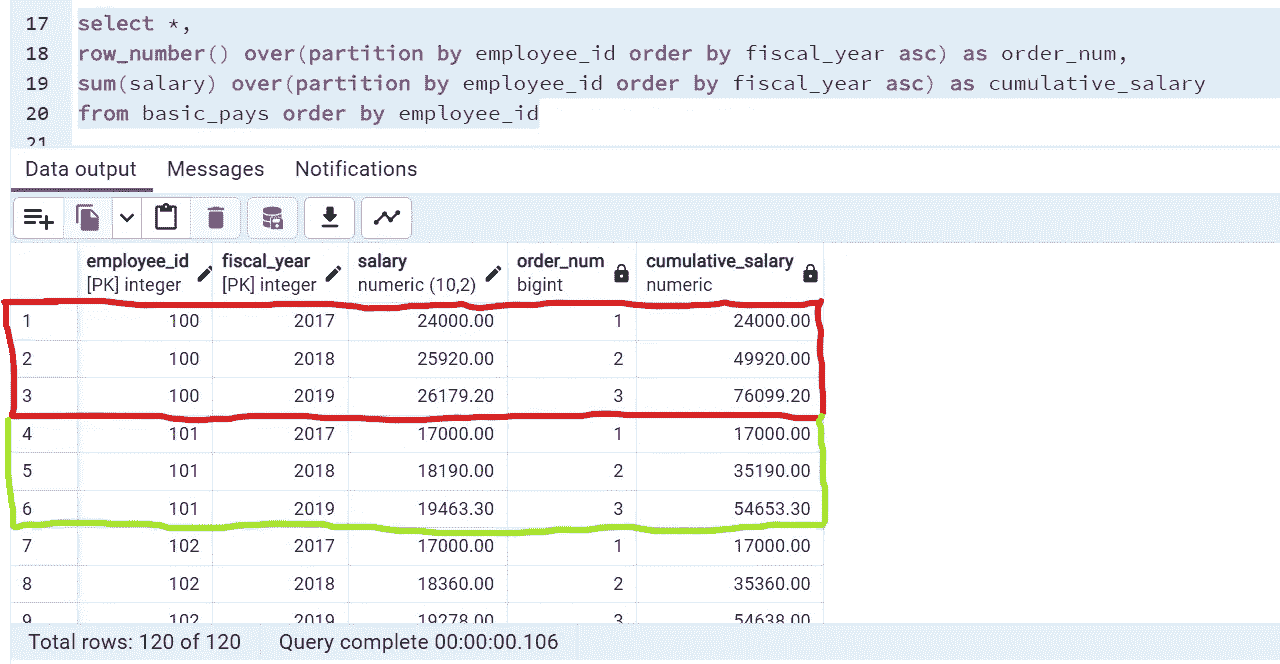 17 select *,
18 row_number() over(partition by employee_id order by fiscal_year asc) as order_num,
19 sum(salary) over(partition by employee_id order by fiscal_year asc) as cumulative_salary
20 from basic_pays order by employee_id
21
Data output Messages Notifications
employee_id fiscal_year salary order_num cumulative_salary
[PK] integer [PK] integer numeric (10,2) bigint numeric
1 100 2017 24000.00 1 24000.00
2 100 2018 25920.00 2 49920.00
3 100 2019 26179.20 3 76099.20
4 101 2017 17000.00 1 17000.00
5 101 2018 18190.00 2 35190.00
6 101 2019 19463.30 3 54653.30
7 102 2017 17000.00 1 17000.00
8 102 2018 18360.00 2 35360.00
9 102 2019 19278.00 3 54638.00
Total rows: 120 of 120 Query complete 00:00:00.106